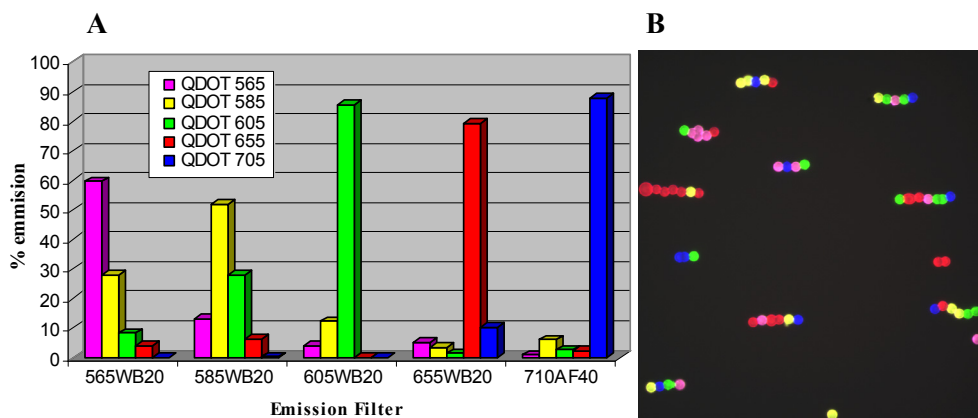 A
B
100
90
80
70
60
50
40
30
20
10
0
% emmision
QDOT 565
QDOT 585
QDOT 605
QDOT 655
QDOT 705
565WB20 585WB20 605WB20 655WB20 710AF40
Emission Filter